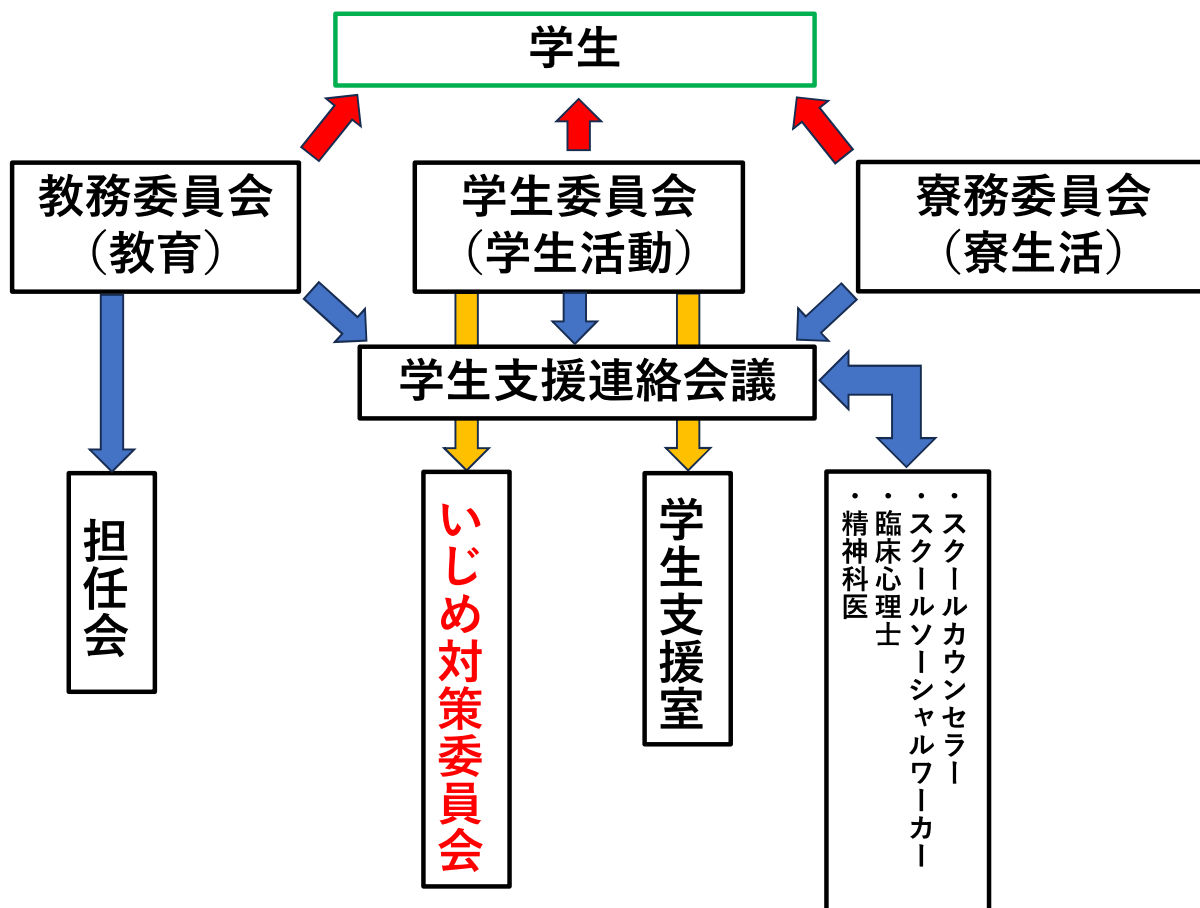 学生
教務委員会
（教育）
学生委員会
（学生活動）
寮務委員会
（寮生活）
学生支援連絡会議
担任会
いじめ対策委員会
学生支援室
・スクールカウンセラー
・スクールソーシャルワーカー
・臨床心理士
・精神科医